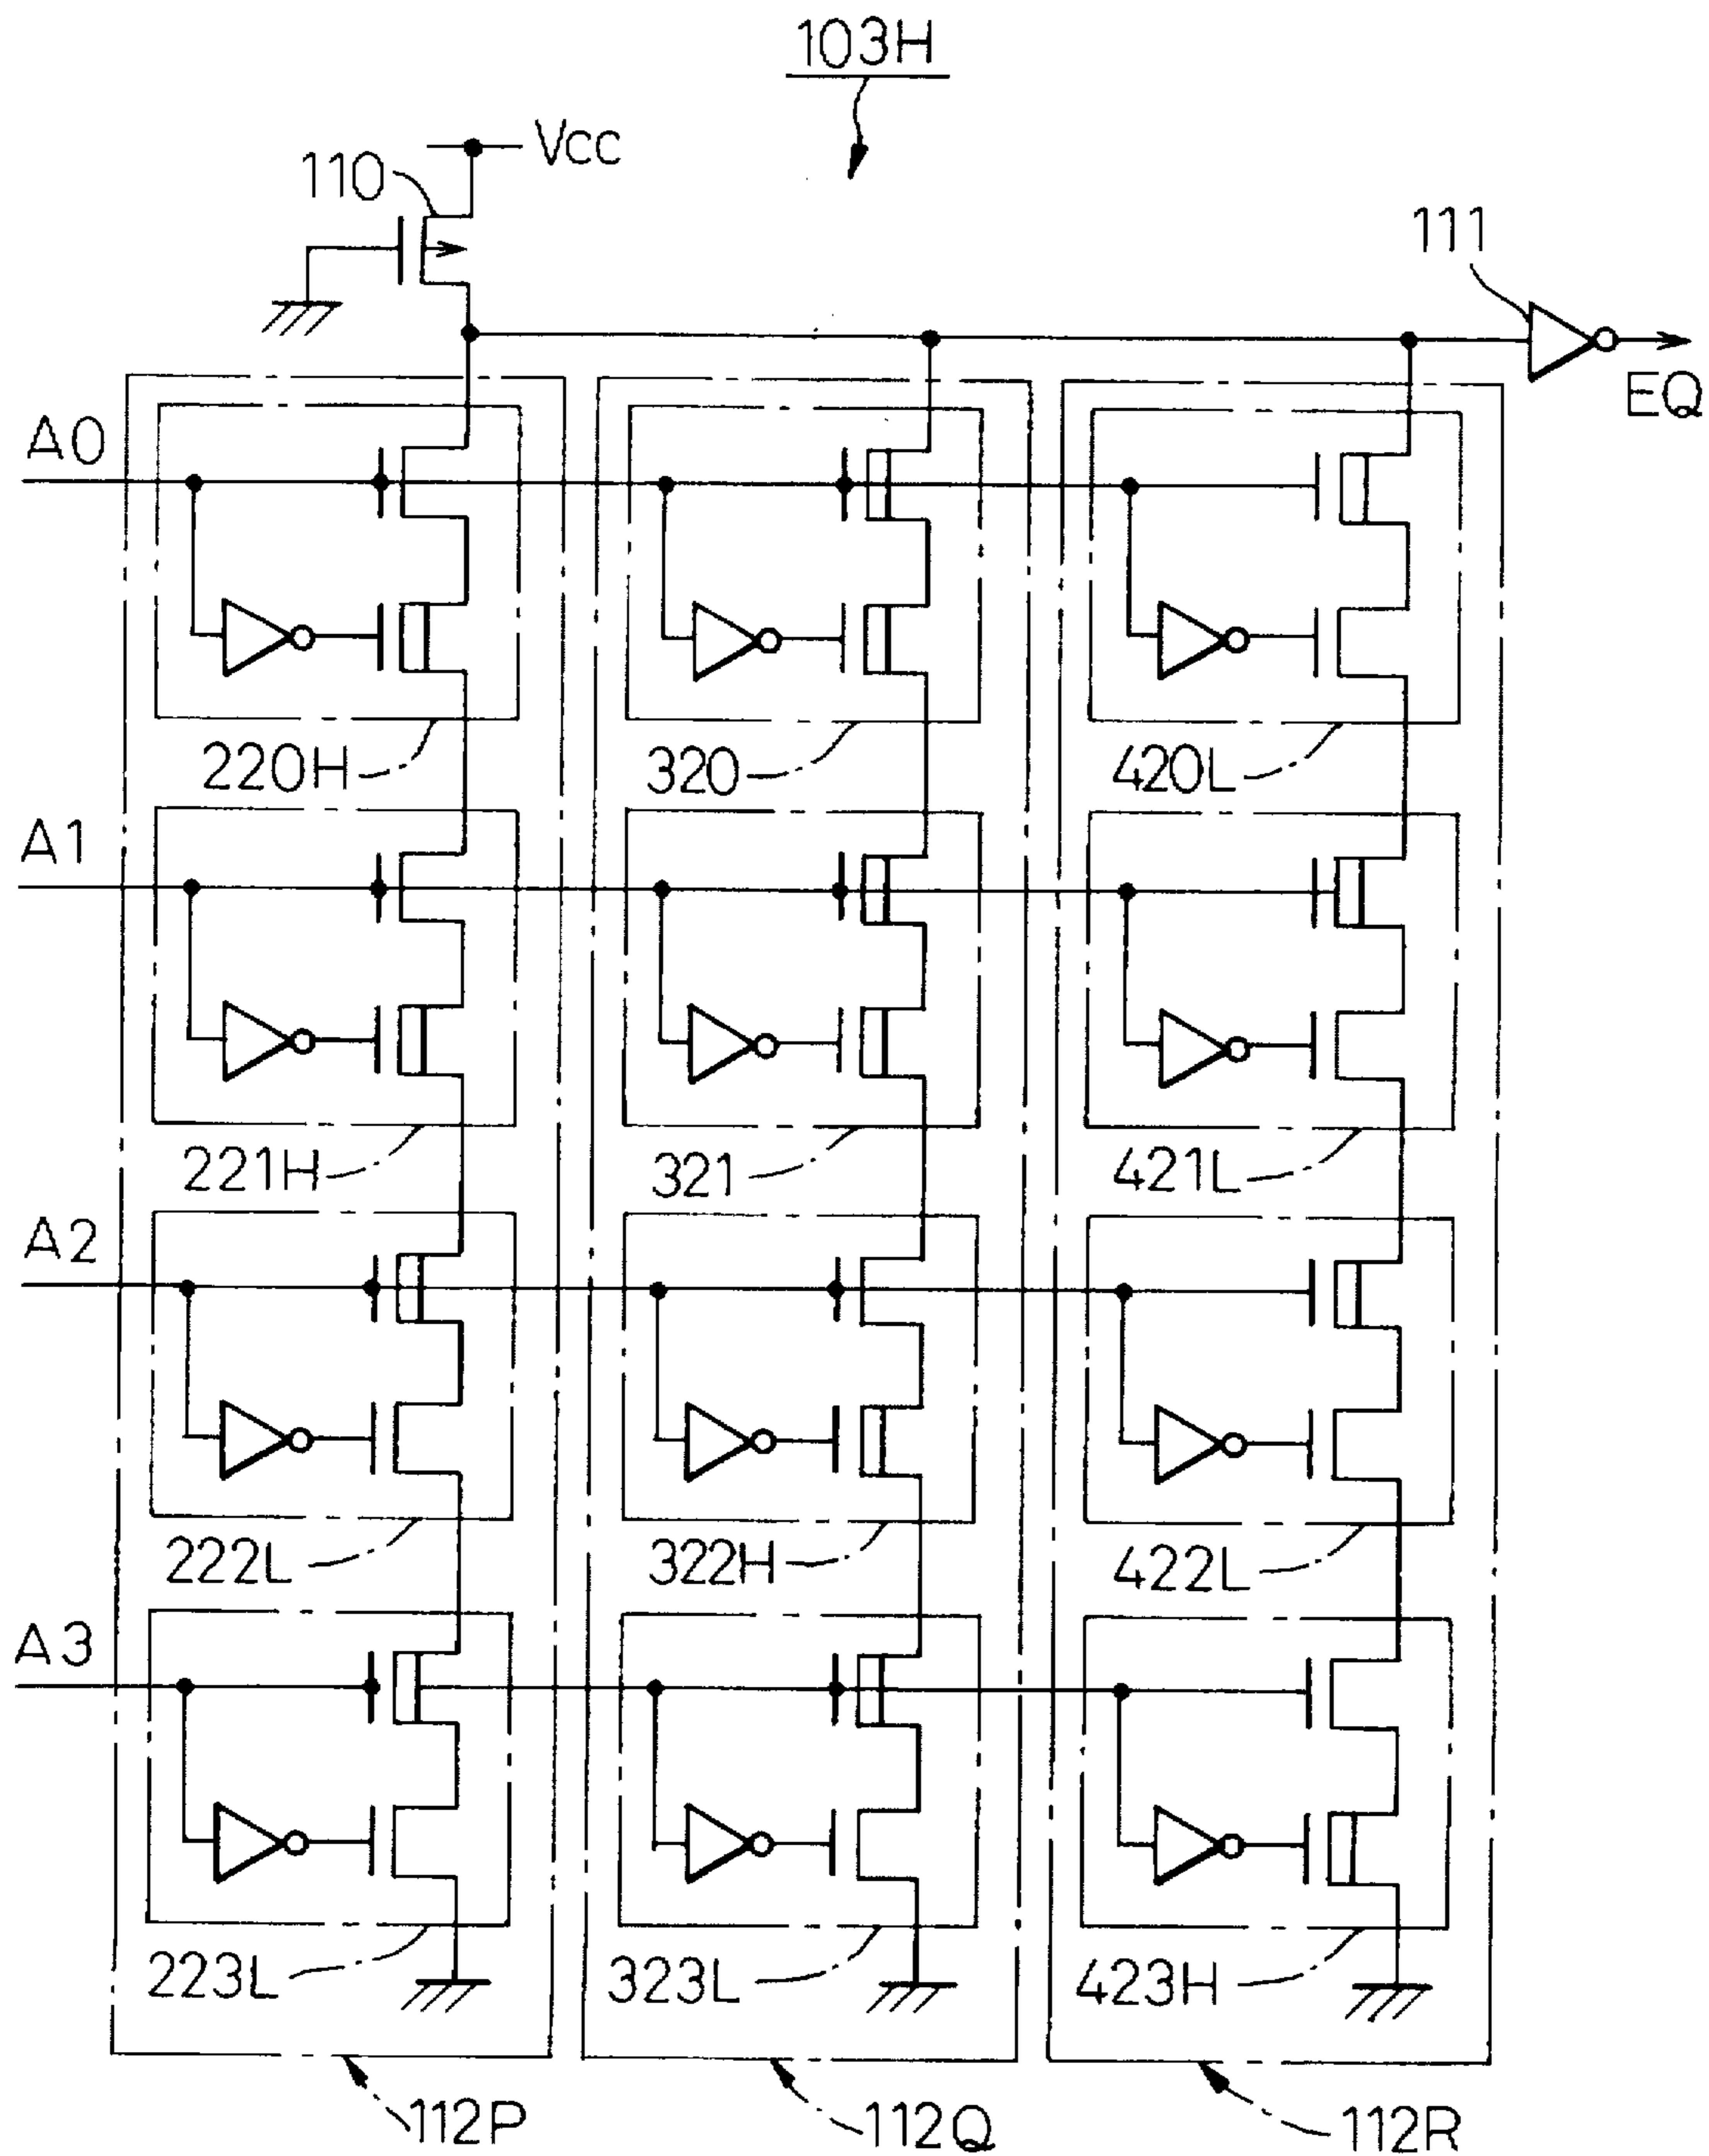 103H
Vcc
110
111
EQ
A0
220H
320
420L
A1
221H
321
421L
A2
222L
322H
422L
A3
223L
323L
423H
112P
112Q
112R